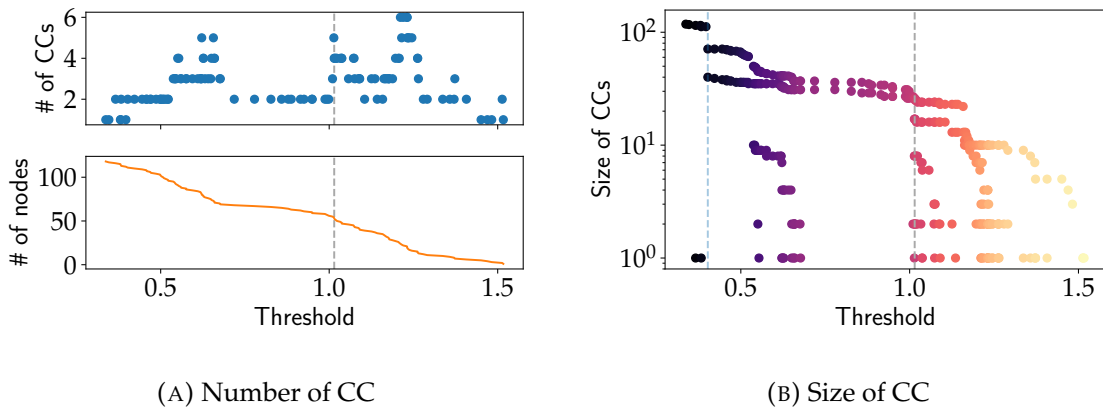 # of CCs
6
4
2
# of nodes
100
50
0
0.5 1.0 1.5
Threshold
(A) Number of CC
Size of CCs
10²
10¹
10⁰
0.5 1.0 1.5
Threshold
(B) Size of CC